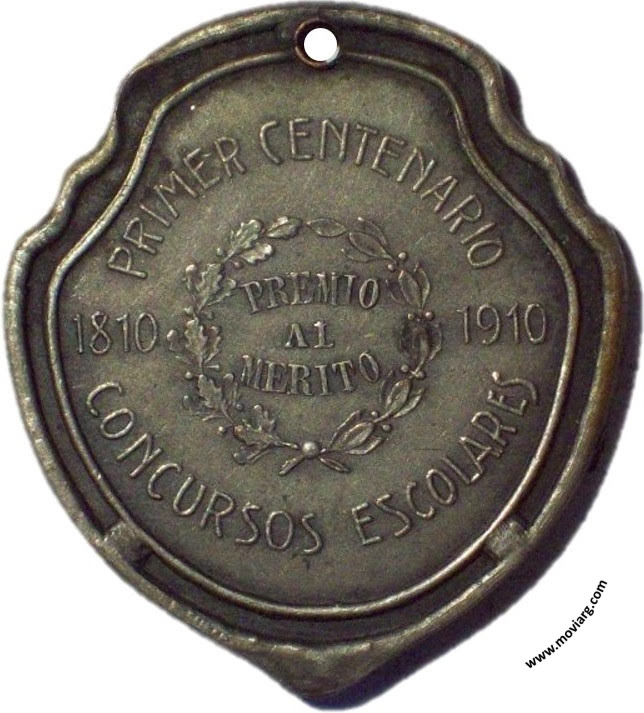 PRIMER CENTENARIO
1810 1910
PREMIO
AL
MERITO
CONCURSOS ESCOLARES
www.moviarg.com